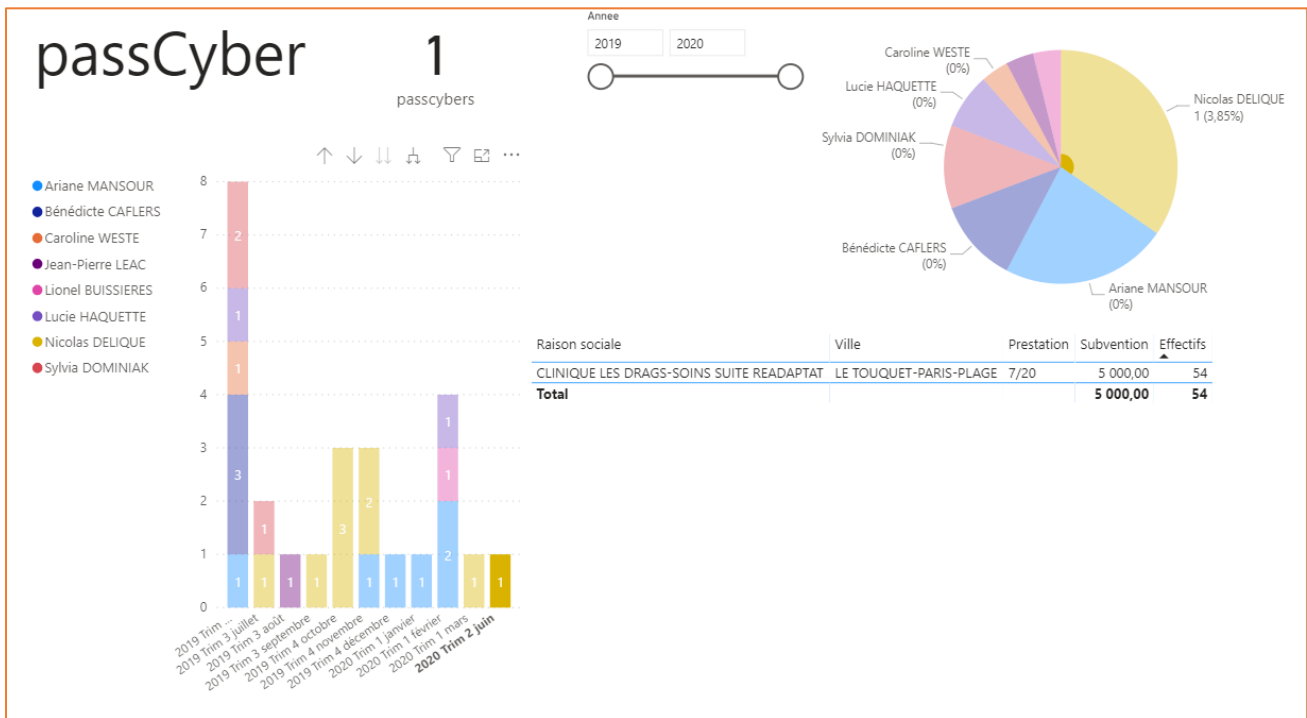 passCyber
1
passcybers
Annee
2019 2020
Ariane MANSOUR
Bénédicte CAFLERS
Caroline WESTE
Jean-Pierre LEAC
Lionel BUISSIERES
Lucie HAQUETTE
Nicolas DELIQUE
Sylvia DOMINIAK
8
7
6
5
4
3
2
1
0
2
1
1
3
1
1
1
1
1
3
2
1
1
1
1
1
2
1
1
2019 Trim ...
2019 Trim 3 juillet
2019 Trim 3 août
2019 Trim 3 septembre
2019 Trim 4 octobre
2019 Trim 4 novembre
2019 Trim 4 décembre
2020 Trim 1 janvier
2020 Trim 1 février
2020 Trim 1 mars
2020 Trim 2 juin
Caroline WESTE
(0%)
Lucie HAQUETTE
(0%)
Sylvia DOMINIAK
(0%)
Bénédicte CAFLERS
(0%)
Ariane MANSOUR
(0%)
Nicolas DELIQUE
1 (3,85%)
Raison sociale Ville Prestation Subvention Effectifs
CLINIQUE LES DRAGS-SOINS SUITE READAPTAT LE TOUQUET-PARIS-PLAGE 7/20 5 000,00 54
Total 5 000,00 54